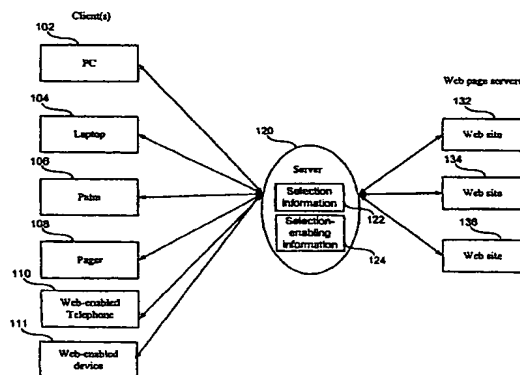 Client(s)
102
PC
104
Laptop
106
Palm
108
Pager
110
Web-enabled
Telephone
111
Web-enabled
device
120
Server
Selection
information
122
Selection-
enabling
information
124
Web page servers
132
Web site
134
Web site
136
Web site